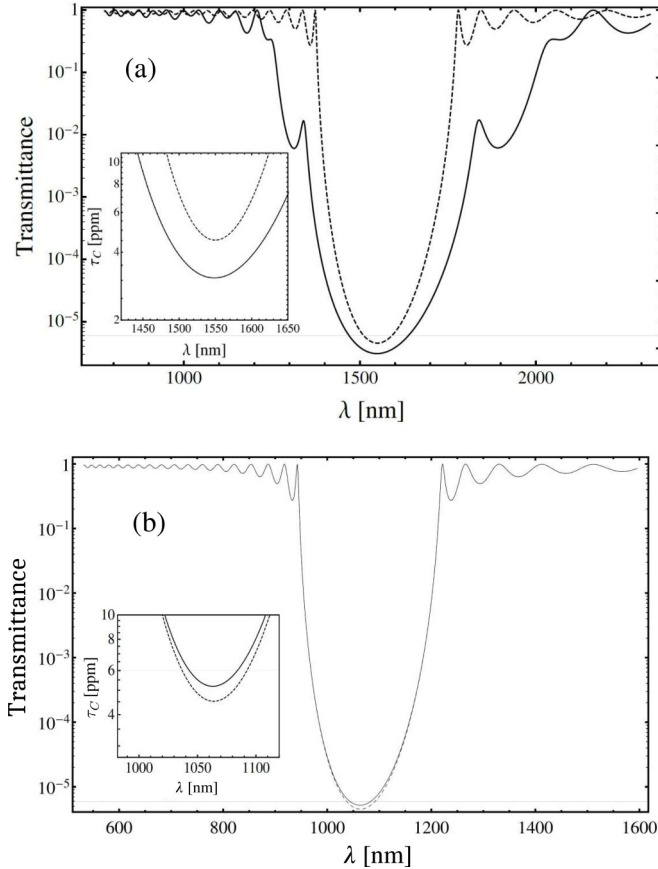 1
(a)
10⁻¹
10⁻²
10⁻³
10⁻⁴
10⁻⁵
Transmittance
10
8
6
4
2
τC [ppm]
1450 1500 1550 1600 1650
λ [nm]
1000 1500 2000
λ [nm]
1
(b)
10⁻¹
10⁻²
10⁻³
10⁻⁴
10⁻⁵
Transmittance
10
8
6
4
τC [ppm]
1000 1050 1100
λ [nm]
600 800 1000 1200 1400 1600
λ [nm]